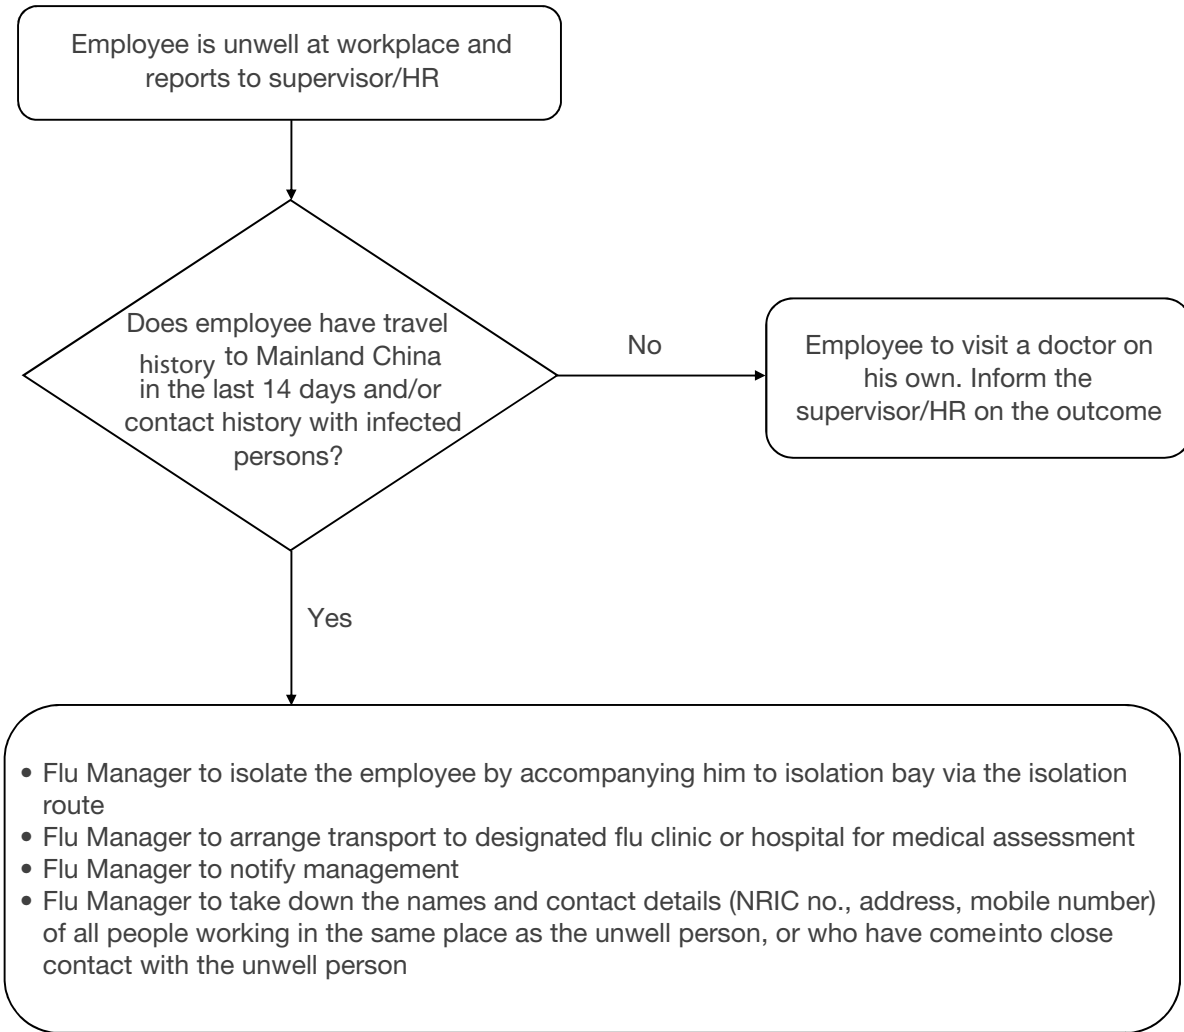 Employee is unwell at workplace and
reports to supervisor/HR
Does employee have travel
history to Mainland China
in the last 14 days and/or
contact history with infected
persons?
No
Employee to visit a doctor on
his own. Inform the
supervisor/HR on the outcome
Yes
• Flu Manager to isolate the employee by accompanying him to isolation bay via the isolation
route
• Flu Manager to arrange transport to designated flu clinic or hospital for medical assessment
• Flu Manager to notify management
• Flu Manager to take down the names and contact details (NRIC no., address, mobile number)
of all people working in the same place as the unwell person, or who have comeinto close
contact with the unwell person